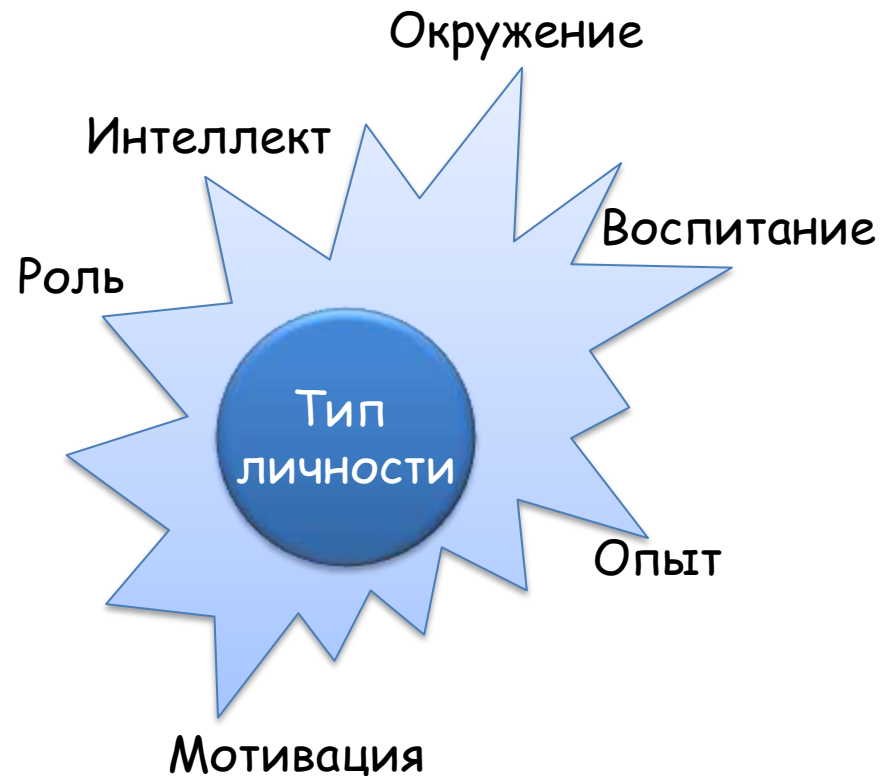 Окружение
Интеллект
Воспитание
Роль
Тип
личности
Опыт
Мотивация